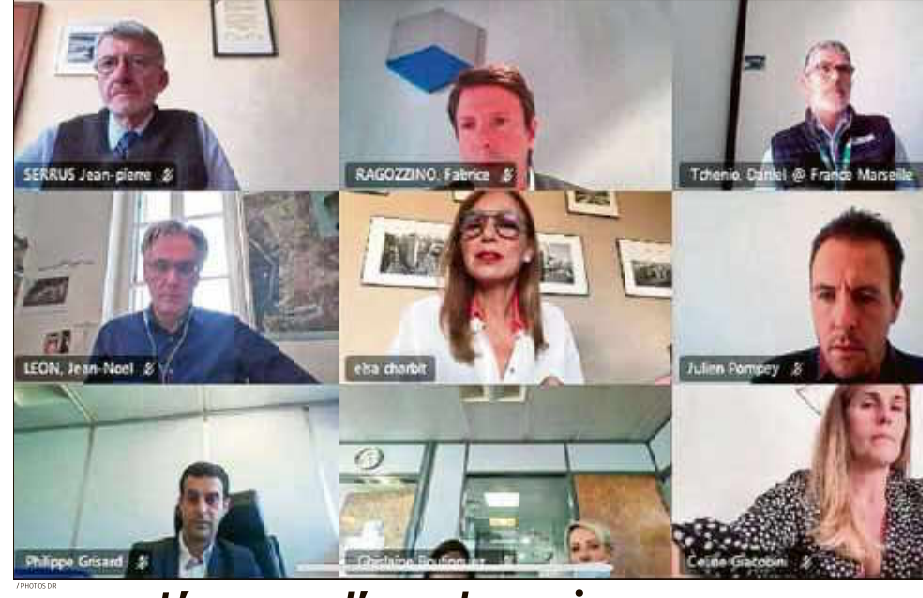 SERRUS Jean-pierre
RAGOZZINO, Fabrice
Tchenio, Daniel @ France Marseille
LEON, Jean-Noel
elsa charbit
Julien Pompey
Philippe Grisard
Ghislaine
Celine Giacobini
/ PHOTOS DR